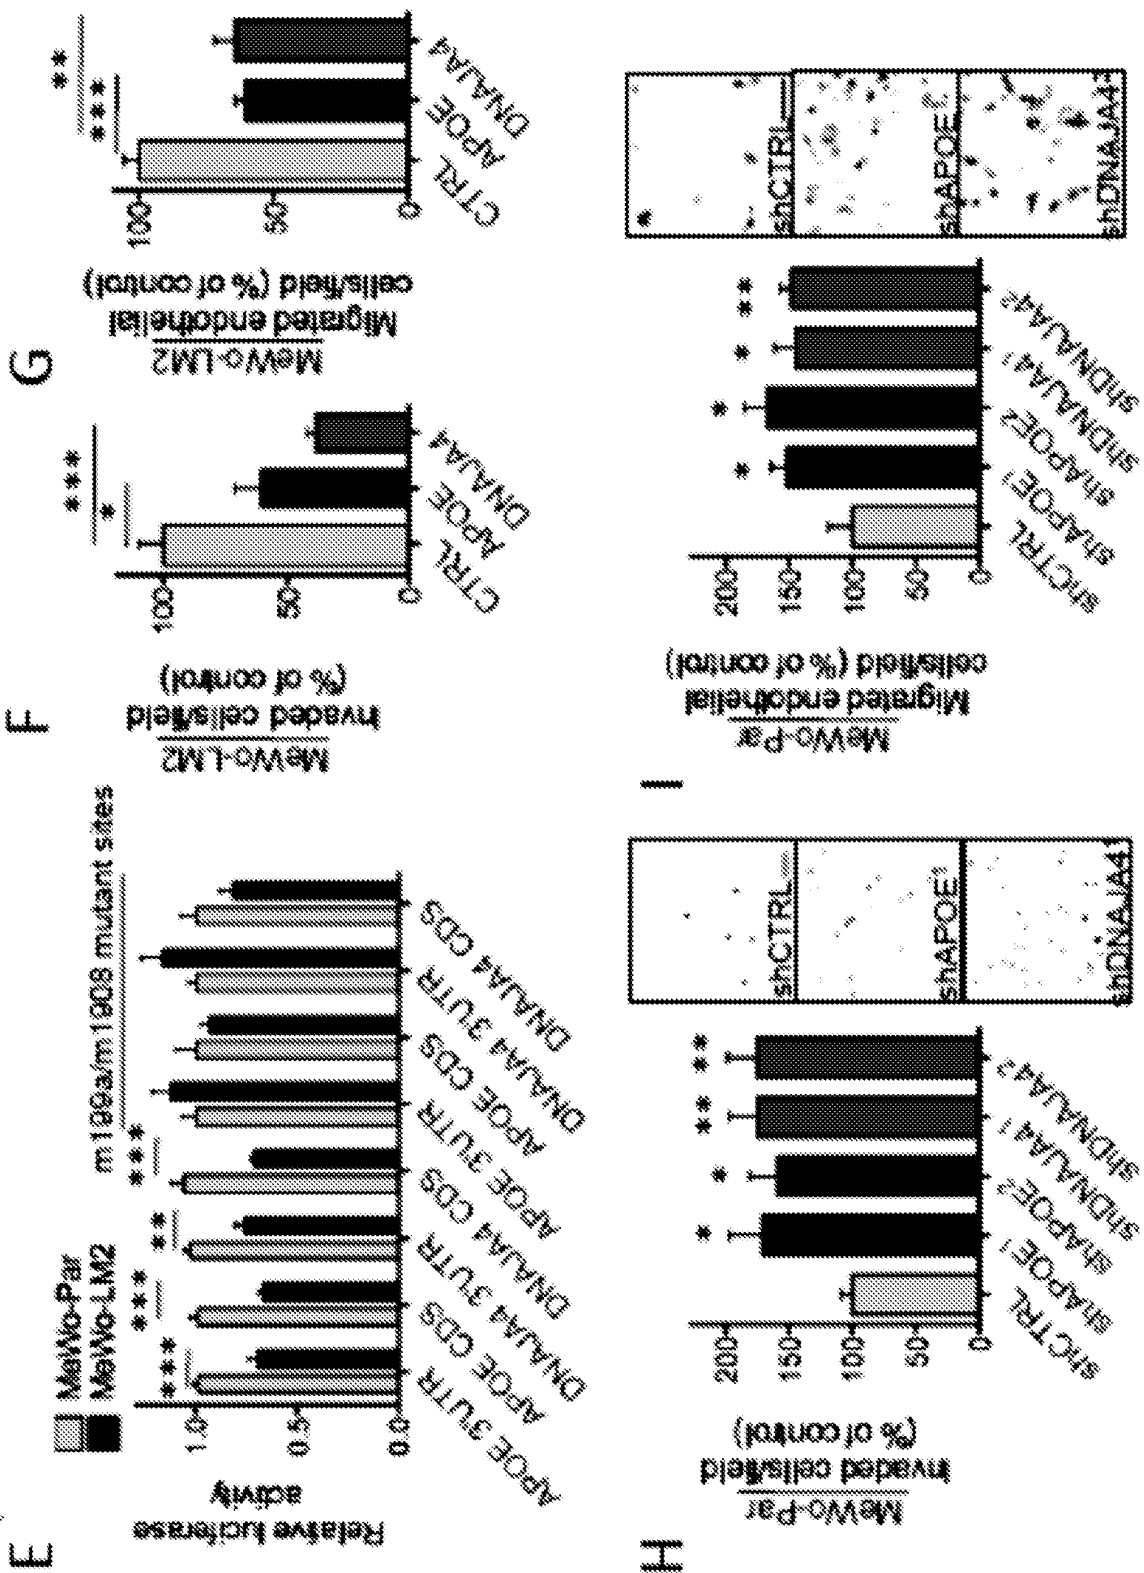 E
MeWo-Par
MeWo-LM2
m199a/m1908 mutant sites
Relative luciferase
activity
1.0
0.5
0.0
***
***
**
***
APOE 3'UTR
APOE CDS
DNAJA4 3'UTR
DNAJA4 CDS
APOE 3'UTR
APOE CDS
DNAJA4 3'UTR
DNAJA4 CDS
F
MeWo-LM2
Invaded cells/field
(% of control)
100
50
0
***
*
CTRL
APOE
DNAJA4
G
MeWo-LM2
Migrated endothelial
cells/field (% of control)
100
50
0
**
***
CTRL
APOE
DNAJA4
H
MeWo-Par
Invaded cells/field
(% of control)
200
150
100
50
0
*
*
**
**
shCTRL
shAPOE1
shAPOE2
shDNAJA41
shDNAJA42
shCTRL
shAPOE1
shDNAJA41
I
MeWo-Par
Migrated endothelial
cells/field (% of control)
200
150
100
50
0
*
*
*
**
shCTRL
shAPOE1
shAPOE2
shDNAJA41
shDNAJA42
shCTRL
shAPOE
shDNAJA4